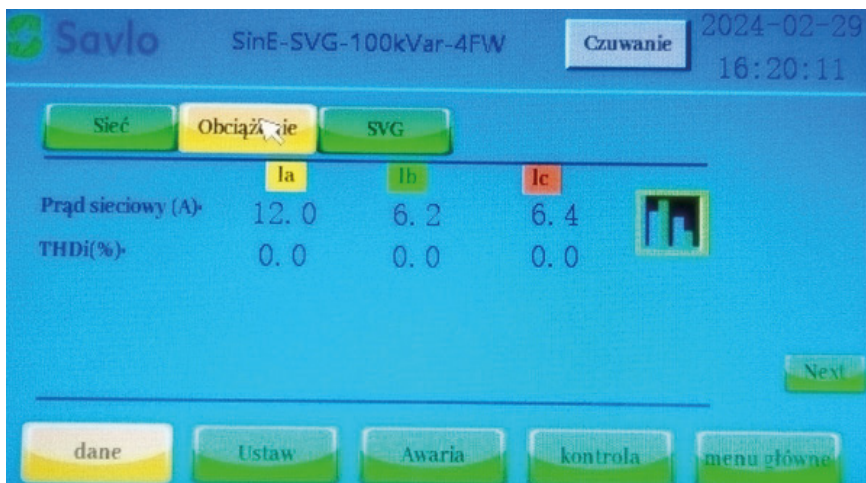 Savlo SinE-SVG-100kVar-4FW Czuwanie 2024-02-29
16:20:11
Sieć Obciążenie SVG
Ia Ib Ic
Prąd sieciowy (A) 12.0 6.2 6.4
THDi(%) 0.0 0.0 0.0
Next
dane Ustaw Awaria kontrola menu główne